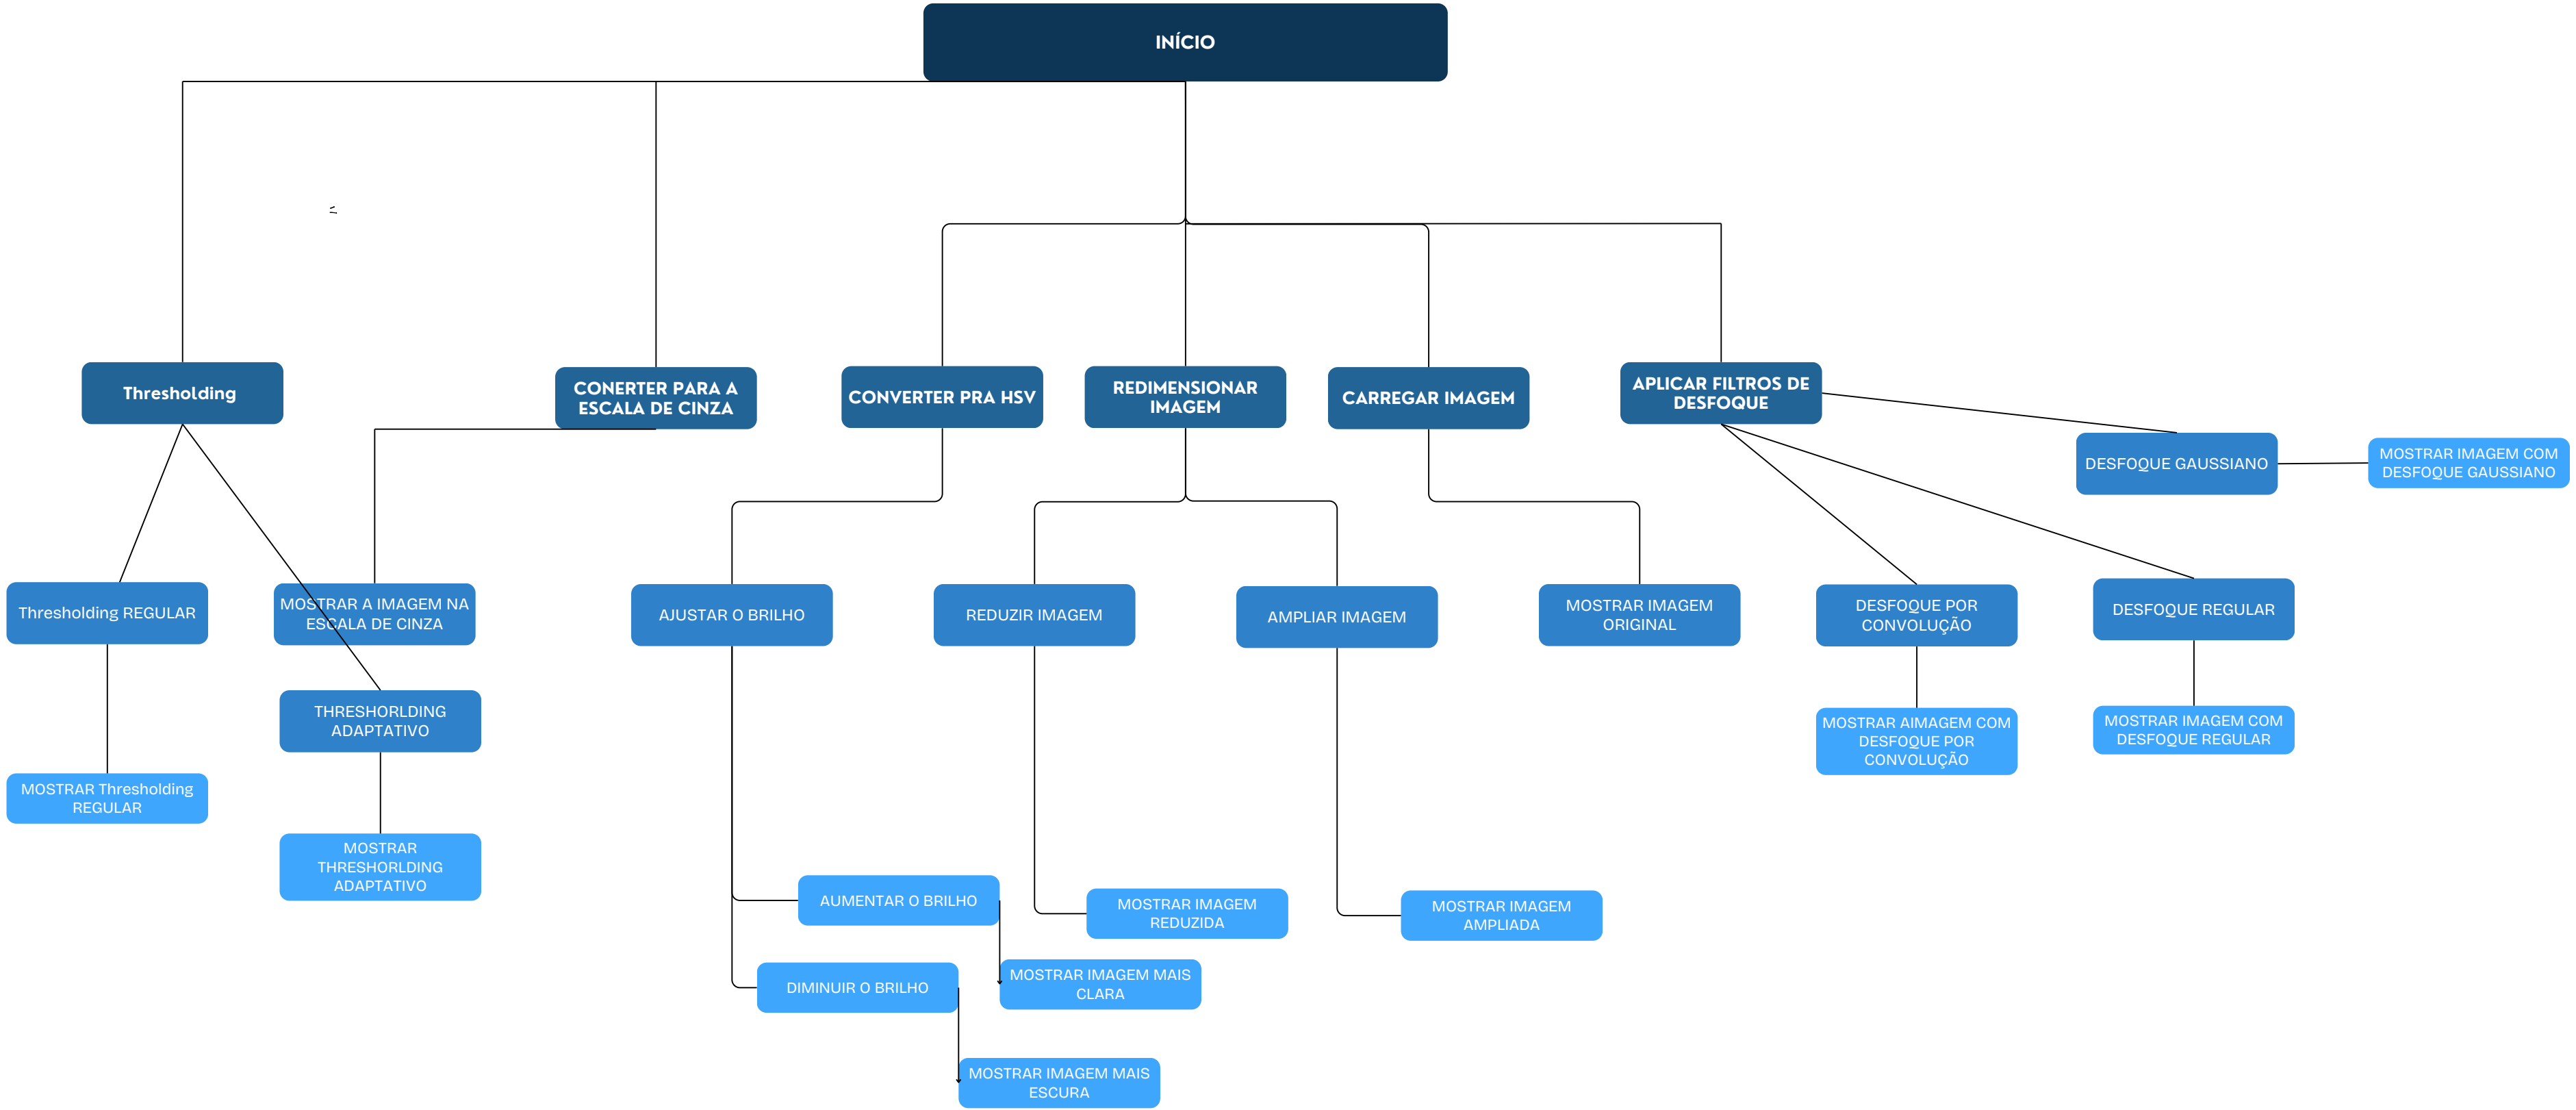 INÍCIO
Thresholding
CONERTER PARA A
ESCALA DE CINZA
CONVERTER PRA HSV
REDIMENSIONAR
IMAGEM
CARREGAR IMAGEM
APLICAR FILTROS DE
DESFOQUE
DESFOQUE GAUSSIANO
MOSTRAR IMAGEM COM
DESFOQUE GAUSSIANO
Thresholding REGULAR
MOSTRAR A IMAGEM NA
ESCALA DE CINZA
AJUSTAR O BRILHO
REDUZIR IMAGEM
AMPLIAR IMAGEM
MOSTRAR IMAGEM
ORIGINAL
DESFOQUE POR
CONVOLUÇÃO
DESFOQUE REGULAR
THRESHORLDING
ADAPTATIVO
MOSTRAR AIMAGEM COM
DESFOQUE POR
CONVOLUÇÃO
MOSTRAR IMAGEM COM
DESFOQUE REGULAR
MOSTRAR Thresholding
REGULAR
MOSTRAR
THRESHORLDING
ADAPTATIVO
AUMENTAR O BRILHO
MOSTRAR IMAGEM
REDUZIDA
MOSTRAR IMAGEM
AMPLIADA
DIMINUIR O BRILHO
MOSTRAR IMAGEM MAIS
CLARA
MOSTRAR IMAGEM MAIS
ESCURA